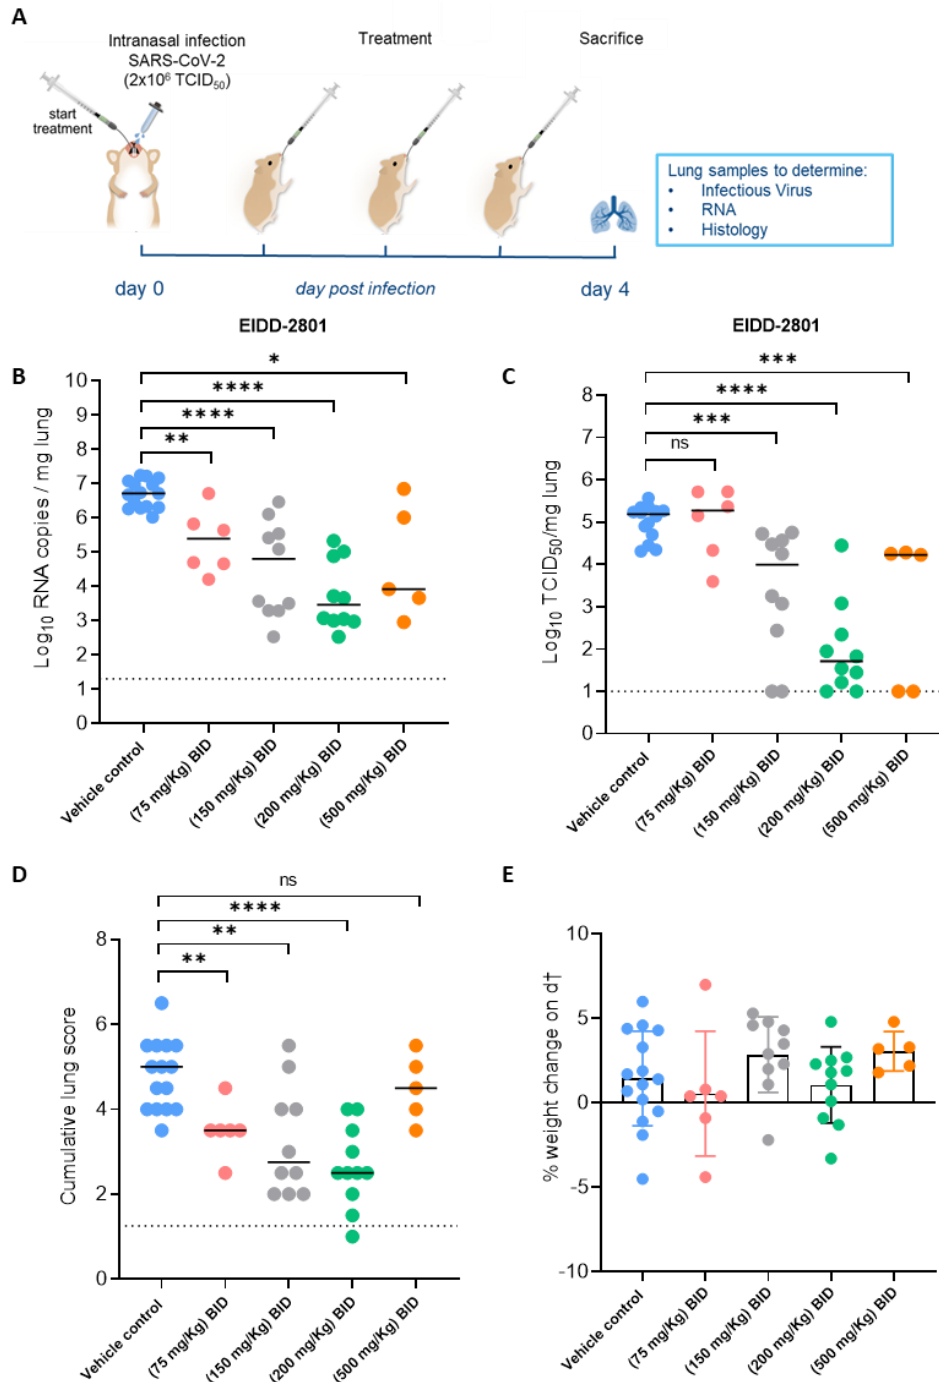 A
Intranasal infection
SARS-CoV-2
(2x10⁶ TCID₅₀)
Treatment
Sacrifice
start
treatment
Lung samples to determine:
• Infectious Virus
• RNA
• Histology
day 0
day post infection
day 4
EIDD-2801
B
*
****
****
**
Log₁₀ RNA copies / mg lung
10
9
8
7
6
5
4
3
2
1
0
Vehicle control
(75 mg/Kg) BID
(150 mg/Kg) BID
(200 mg/Kg) BID
(500 mg/Kg) BID
EIDD-2801
C
***
****
***
ns
Log₁₀ TCID₅₀/mg lung
8
7
6
5
4
3
2
1
0
Vehicle control
(75 mg/Kg) BID
(150 mg/Kg) BID
(200 mg/Kg) BID
(500 mg/Kg) BID
D
ns
****
**
**
Cumulative lung score
8
6
4
2
0
Vehicle control
(75 mg/Kg) BID
(150 mg/Kg) BID
(200 mg/Kg) BID
(500 mg/Kg) BID
E
% weight change on d†
10
5
0
-5
-10
Vehicle control
(75 mg/Kg) BID
(150 mg/Kg) BID
(200 mg/Kg) BID
(500 mg/Kg) BID